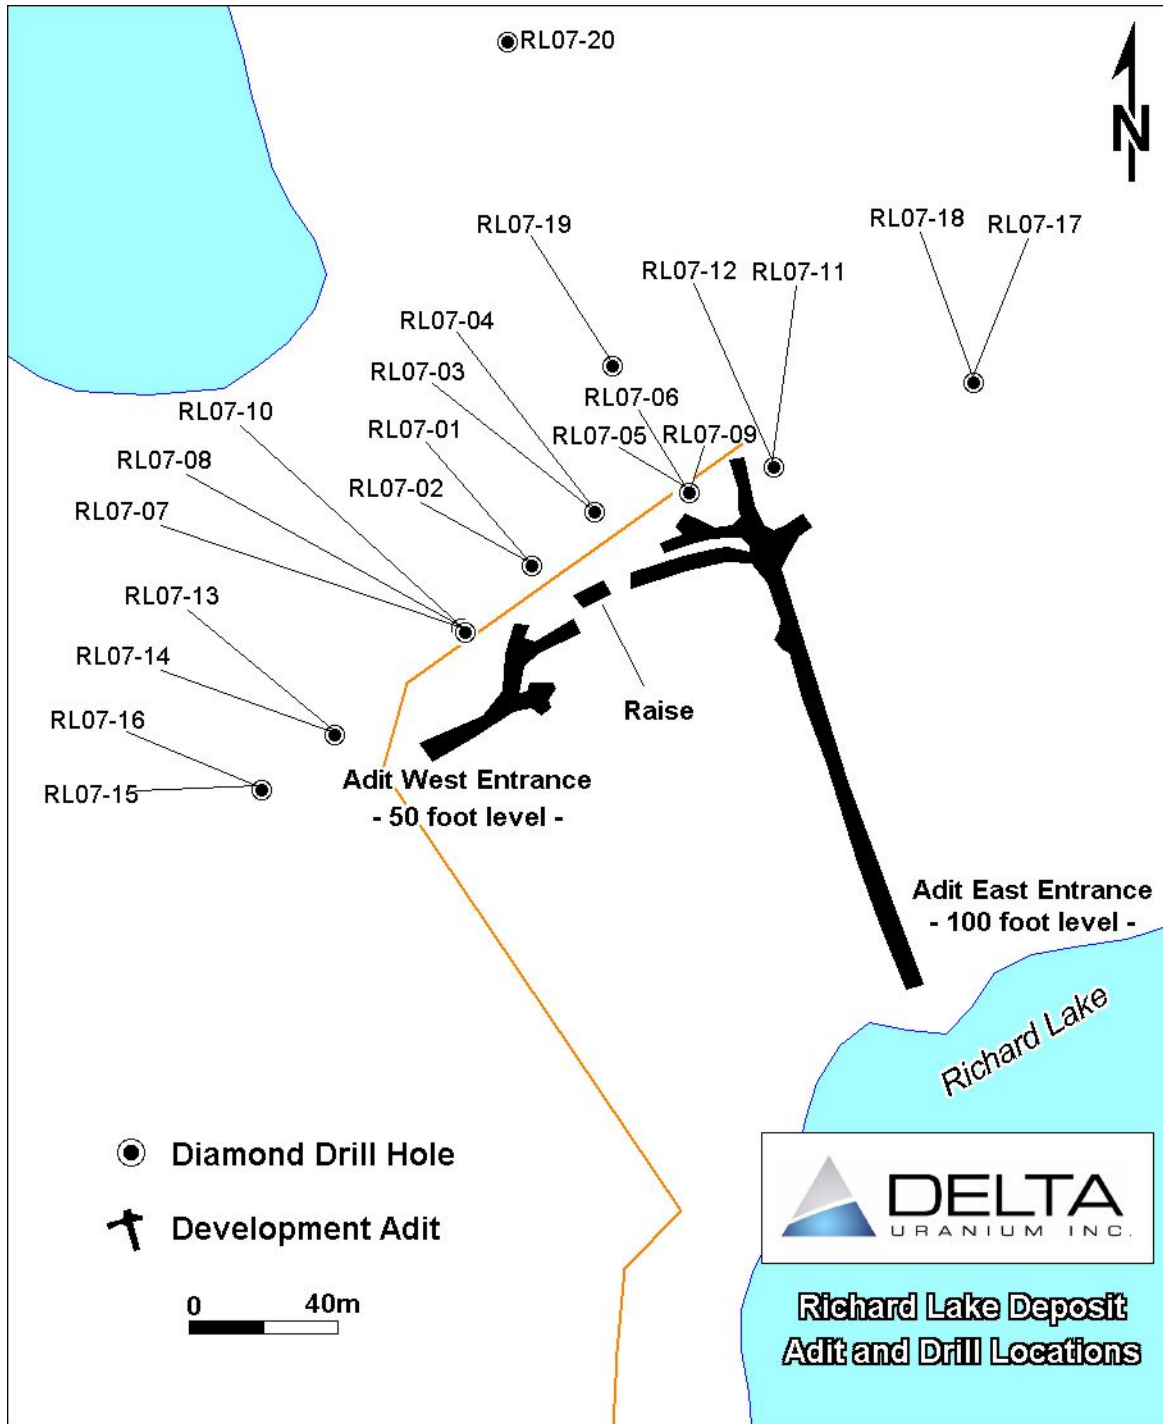 RL07-20
N
RL07-19
RL07-18
RL07-17
RL07-12
RL07-11
RL07-04
RL07-03
RL07-06
RL07-10
RL07-01
RL07-05
RL07-09
RL07-08
RL07-02
RL07-07
RL07-13
RL07-14
RL07-16
RL07-15
Raise
Adit West Entrance
- 50 foot level -
Adit East Entrance
- 100 foot level -
Richard Lake
Diamond Drill Hole
Development Adit
0 40m
DELTA
URANIUM INC.
Richard Lake Deposit
Adit and Drill Locations